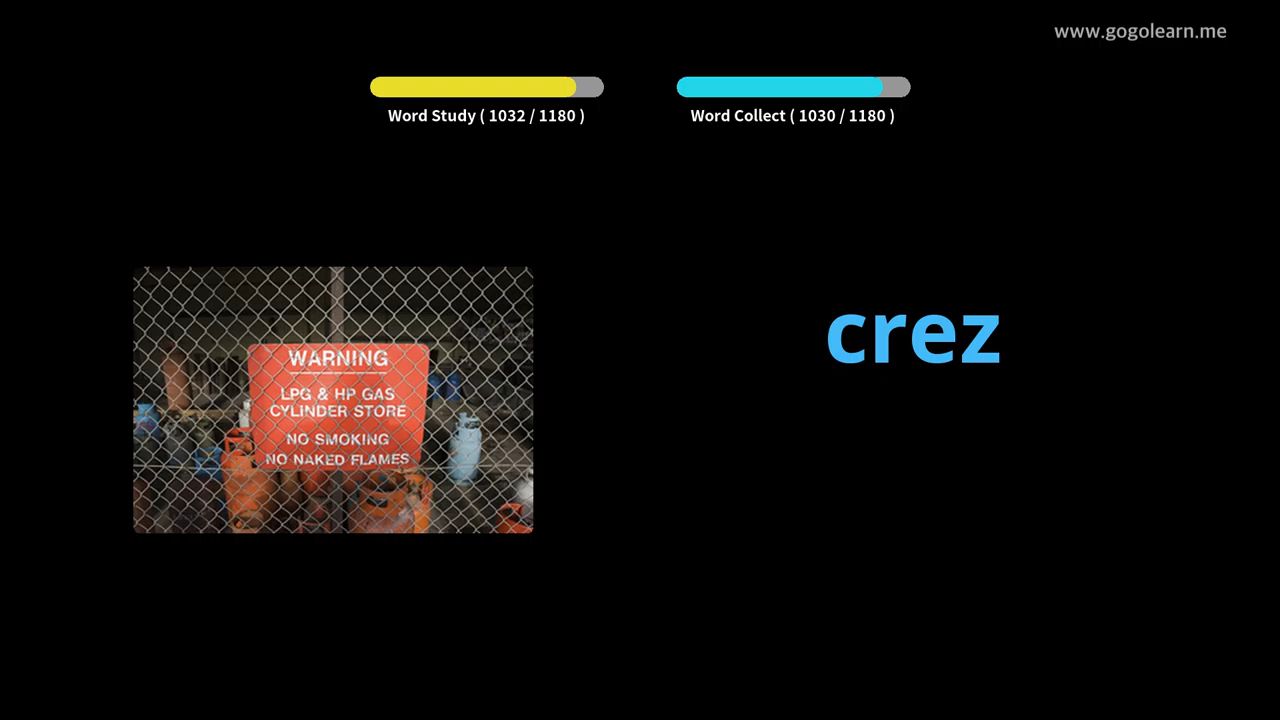 www.gogolearn.me
Word Study ( 1032 / 1180 )
Word Collect ( 1030 / 1180 )
crez
WARNING
LPG & HP GAS
CYLINDER STORE
NO SMOKING
NO NAKED FLAMES